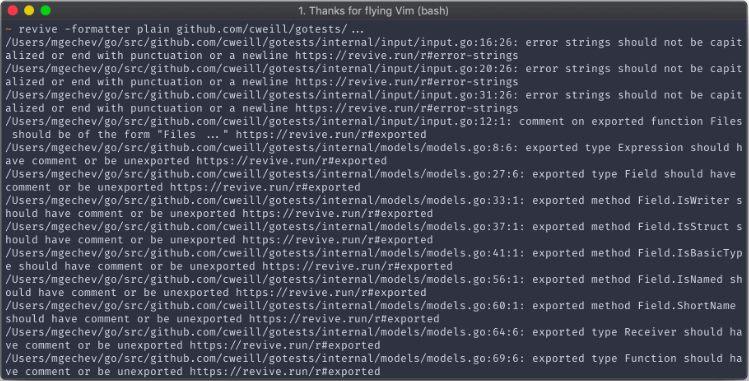 1. Thanks for flying Vim (bash)
~ revive -formatter plain github.com/cweill/gotests/...
/Users/mgechev/go/src/github.com/cweill/gotests/internal/input/input.go:16:26: error strings should not be capit
alized or end with punctuation or a newline https://revive.run/r#error-strings
/Users/mgechev/go/src/github.com/cweill/gotests/internal/input/input.go:20:26: error strings should not be capit
alized or end with punctuation or a newline https://revive.run/r#error-strings
/Users/mgechev/go/src/github.com/cweill/gotests/internal/input/input.go:31:26: error strings should not be capit
alized or end with punctuation or a newline https://revive.run/r#error-strings
/Users/mgechev/go/src/github.com/cweill/gotests/internal/input/input.go:12:1: comment on exported function Files
 should be of the form "Files ..." https://revive.run/r#exported
/Users/mgechev/go/src/github.com/cweill/gotests/internal/models/models.go:8:6: exported type Expression should h
ave comment or be unexported https://revive.run/r#exported
/Users/mgechev/go/src/github.com/cweill/gotests/internal/models/models.go:27:6: exported type Field should have
comment or be unexported https://revive.run/r#exported
/Users/mgechev/go/src/github.com/cweill/gotests/internal/models/models.go:33:1: exported method Field.IsWriter s
hould have comment or be unexported https://revive.run/r#exported
/Users/mgechev/go/src/github.com/cweill/gotests/internal/models/models.go:37:1: exported method Field.IsStruct s
hould have comment or be unexported https://revive.run/r#exported
/Users/mgechev/go/src/github.com/cweill/gotests/internal/models/models.go:41:1: exported method Field.IsBasicTyp
e should have comment or be unexported https://revive.run/r#exported
/Users/mgechev/go/src/github.com/cweill/gotests/internal/models/models.go:56:1: exported method Field.IsNamed sh
ould have comment or be unexported https://revive.run/r#exported
/Users/mgechev/go/src/github.com/cweill/gotests/internal/models/models.go:60:1: exported method Field.ShortName
should have comment or be unexported https://revive.run/r#exported
/Users/mgechev/go/src/github.com/cweill/gotests/internal/models/models.go:64:6: exported type Receiver should ha
ve comment or be unexported https://revive.run/r#exported
/Users/mgechev/go/src/github.com/cweill/gotests/internal/models/models.go:69:6: exported type Function should ha
ve comment or be unexported https://revive.run/r#exported